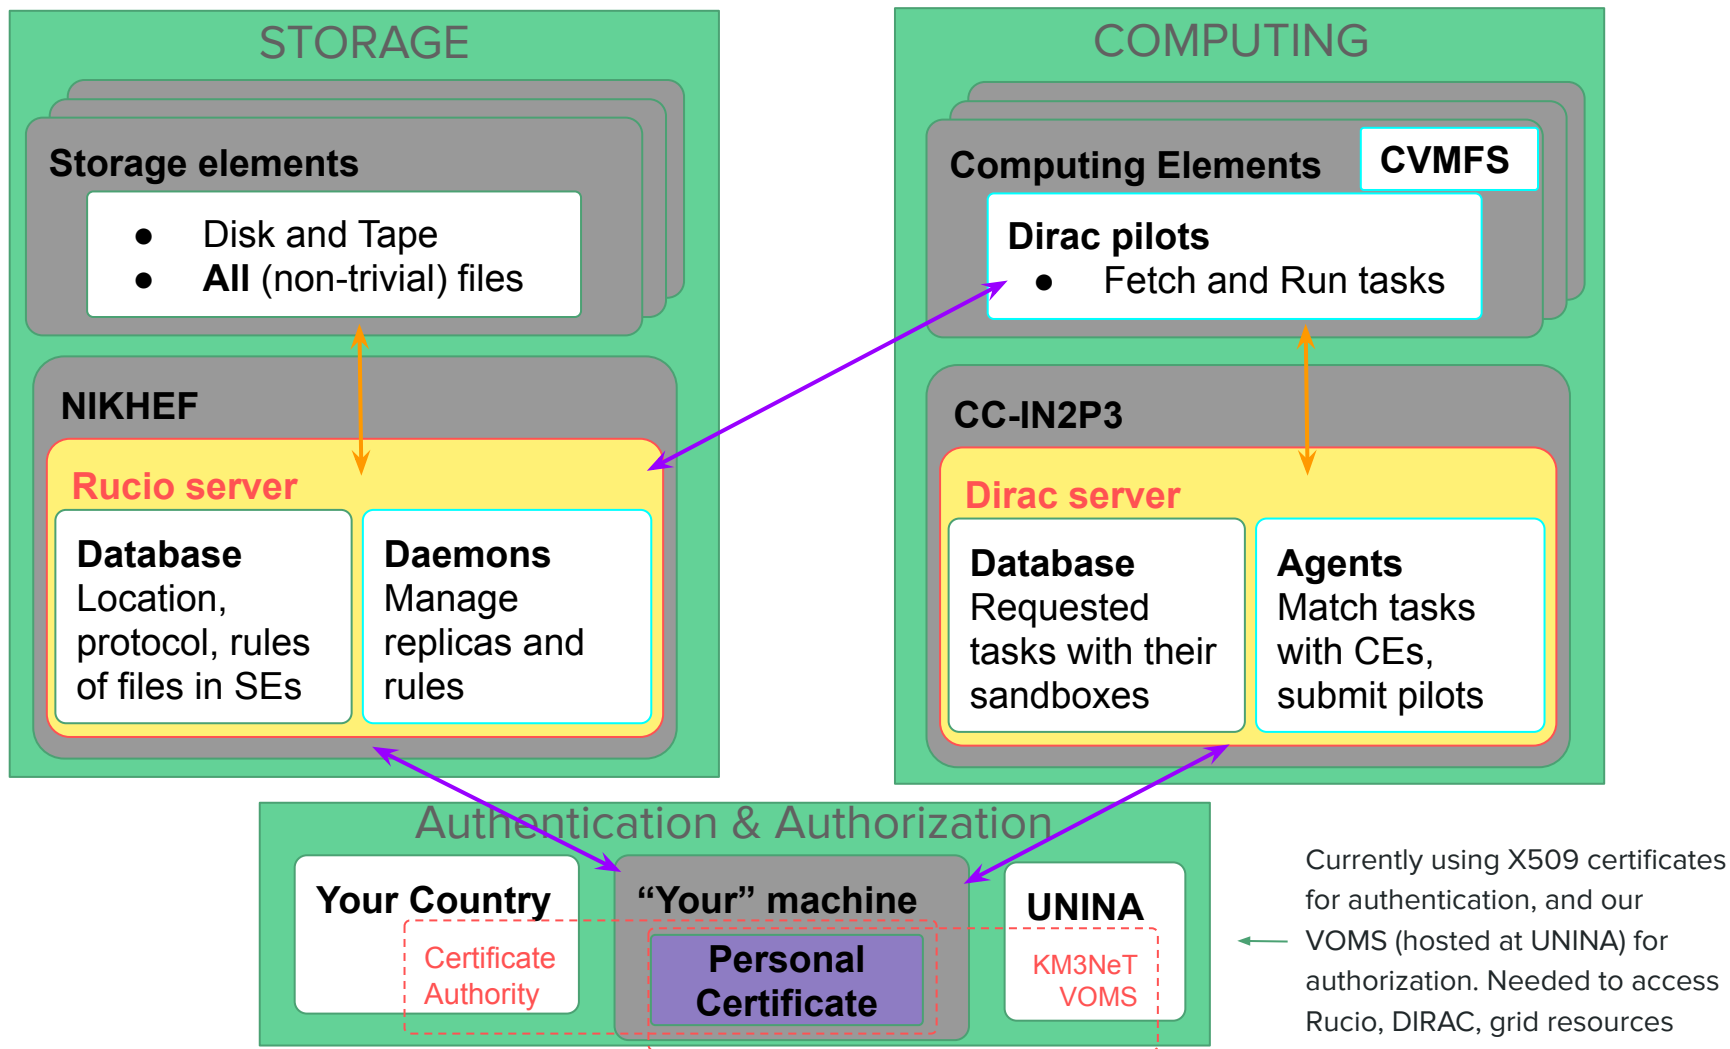 STORAGE
Storage elements
● Disk and Tape
● All (non-trivial) files
NIKHEF
Rucio server
Database
Location,
protocol, rules
of files in SEs
Daemons
Manage
replicas and
rules
COMPUTING
Computing Elements
CVMFS
Dirac pilots
● Fetch and Run tasks
CC-IN2P3
Dirac server
Database
Requested
tasks with their
sandboxes
Agents
Match tasks
with CEs,
submit pilots
Authentication & Authorization
Your Country
Certificate
Authority
“Your” machine
Personal
Certificate
UNINA
KM3NeT
VOMS
Currently using X509 certificates
for authentication, and our
VOMS (hosted at UNINA) for
authorization. Needed to access
Rucio, DIRAC, grid resources